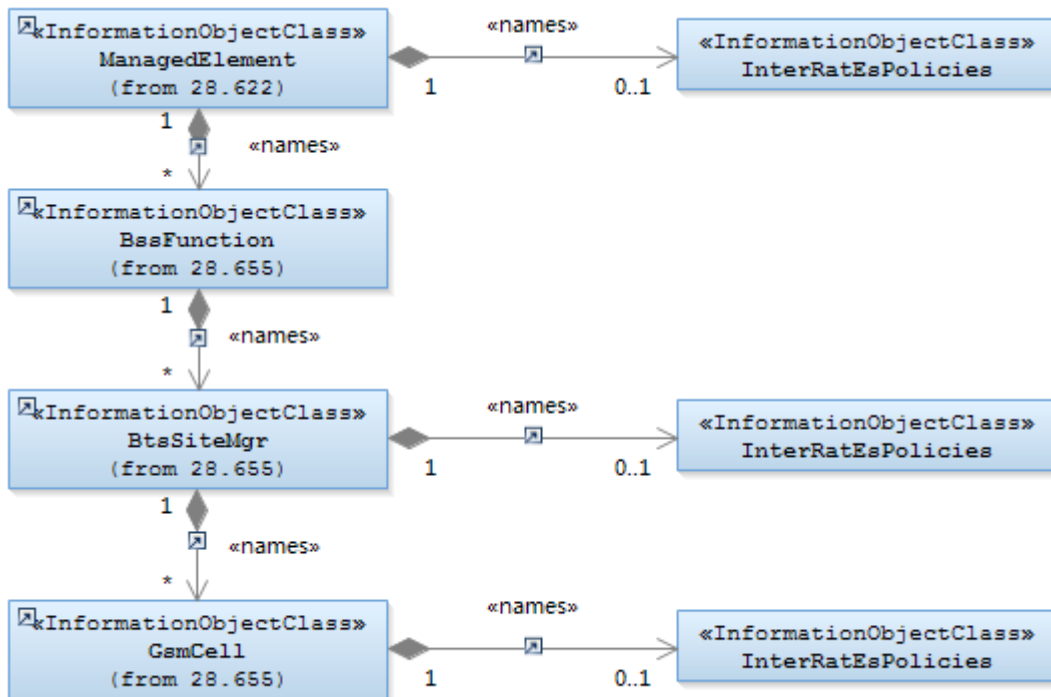 «InformationObjectClass»
ManagedElement
(from 28.622)
«names»
1
0..1
«InformationObjectClass»
InterRatEsPolicies
1
«names»
*
«InformationObjectClass»
BssFunction
(from 28.655)
1
«names»
*
«InformationObjectClass»
BtsSiteMgr
(from 28.655)
«names»
1
0..1
«InformationObjectClass»
InterRatEsPolicies
1
«names»
*
«InformationObjectClass»
GsmCell
(from 28.655)
«names»
1
0..1
«InformationObjectClass»
InterRatEsPolicies